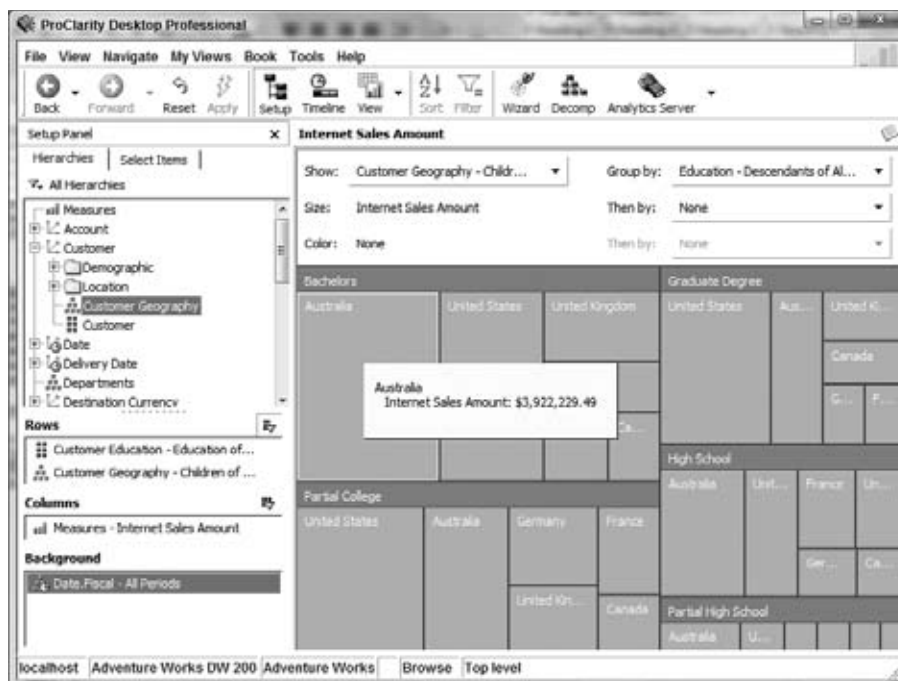 ProClarity Desktop Professional
File View Navigate My Views Book Tools Help
Back Forward Reset Apply Setup Timeline View Sort Filter Wizard Decomp Analytics Server
Setup Panel x
Hierarchies Select Items
All Hierarchies
Measures
Account
Customer
Demographic
Location
Customer Geography
Customer
Date
Delivery Date
Departments
Destination Currency
Rows
Customer Education - Education of...
Customer Geography - Children of ...
Columns
Measures - Internet Sales Amount
Background
Date.Fiscal - All Periods
Internet Sales Amount
Show: Customer Geography - Childr... Group by: Education - Descendants of Al...
Size: Internet Sales Amount Then by: None
Color: None Then by: None
Bachelors
Australia United States United Kingdom
Ca...
Australia
Internet Sales Amount: $3,922,229.49
Graduate Degree
United States Aus... United Ki...
Canada
G... F...
Partial College
United States Australia Germany France
United Kin... Canada
High School
Australia Unit... France Un...
Ger... Ca...
Partial High School
Australia U...
localhost Adventure Works DW 200 Adventure Works Browse Top level